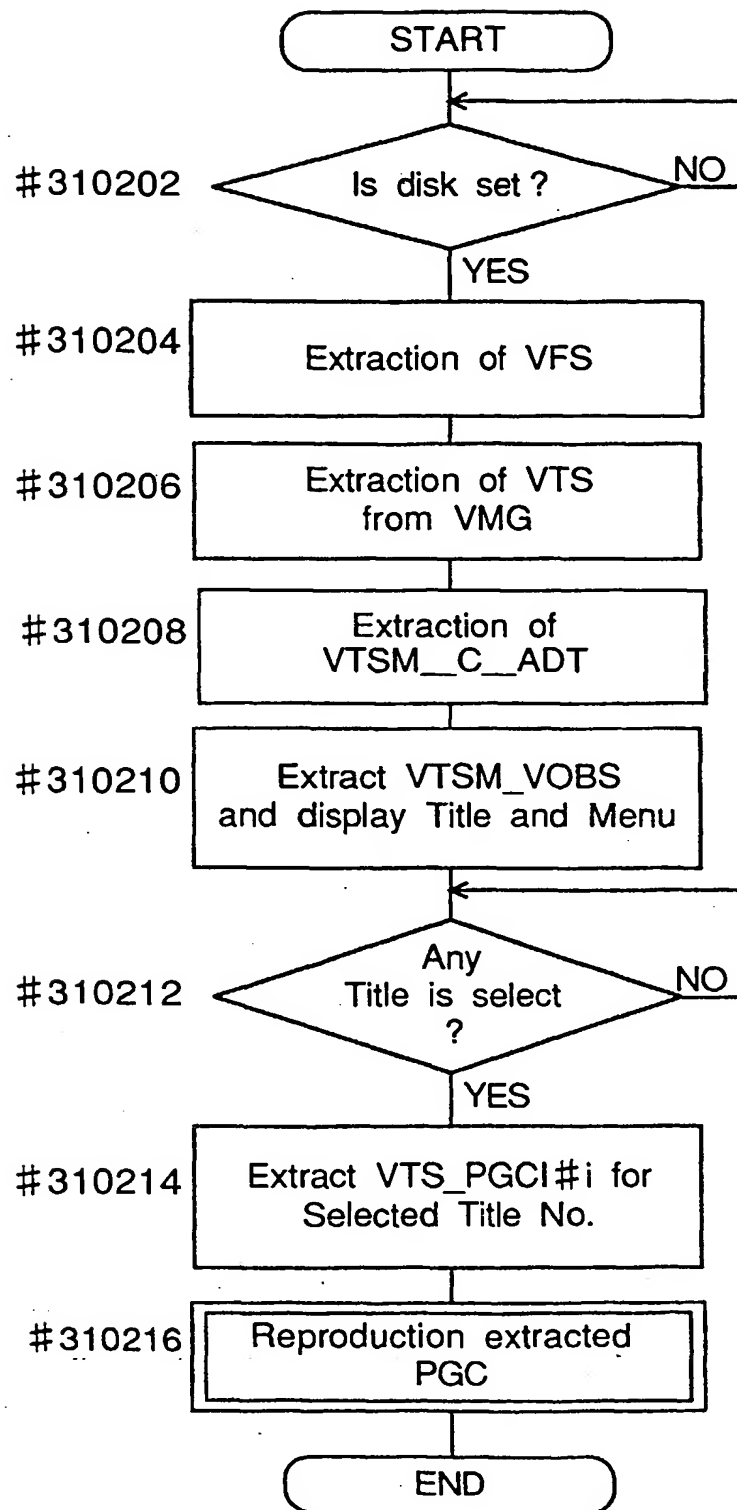 START
#310202
Is disk set?
NO
YES
#310204
Extraction of VFS
#310206
Extraction of VTS
from VMG
#310208
Extraction of
VTSM__C__ADT
#310210
Extract VTSM_VOBS
and display Title and Menu
#310212
Any
Title is select
?
NO
YES
#310214
Extract VTS_PGCI#i for
Selected Title No.
#310216
Reproduction extracted
PGC
END